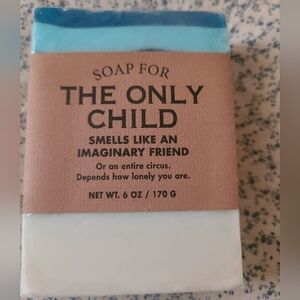 SOAP FOR
THE ONLY
CHILD
SMELLS LIKE AN
IMAGINARY FRIEND
Or an entire circus.
Depends how lonely you are.
NET WT. 6 OZ / 170 G